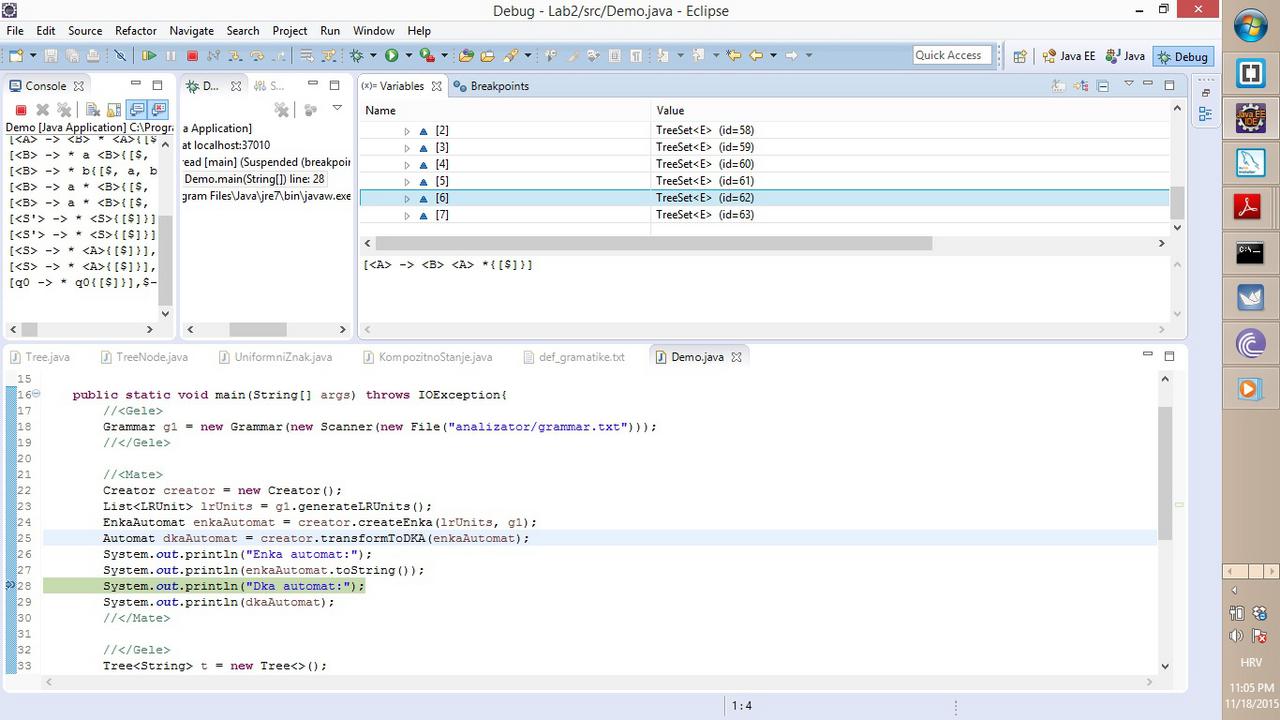 Debug - Lab2/src/Demo.java - Eclipse
File Edit Source Refactor Navigate Search Project Run Window Help
Quick Access Java EE Java Debug
Console D... S...
Demo [Java Application] C:\Progra
[<A> -> <B> * <A>{[$
[<B> -> * a <B>{[$,
[<B> -> * b{[$, a, b
[<B> -> a * <B>{[$,
[<B> -> a * <B>{[$,
[<S'> -> * <S>{[$]}]
[<S'> -> * <S>{[$]}]
[<S> -> * <A>{[$]}],
[<S> -> * <A>{[$]}],
[q0 -> * q0{[$]}],$-
a Application]
at localhost:37010
read [main] (Suspended (breakpoin
Demo.main(String[]) line: 28
gram Files\Java\jre7\bin\javaw.exe
(x)= Variables Breakpoints
Name Value
[2] TreeSet<E> (id=58)
[3] TreeSet<E> (id=59)
[4] TreeSet<E> (id=60)
[5] TreeSet<E> (id=61)
[6] TreeSet<E> (id=62)
[7] TreeSet<E> (id=63)
[<A> -> <B> <A> *{[$]}]
Tree.java TreeNode.java UniformniZnak.java KompozitnoStanje.java def_gramatike.txt Demo.java
15
16 public static void main(String[] args) throws IOException{
17 //<Gele>
18 Grammar g1 = new Grammar(new Scanner(new File("analizator/grammar.txt")));
19 //</Gele>
20
21 //<Mate>
22 Creator creator = new Creator();
23 List<LRUnit> lrUnits = g1.generateLRUnits();
24 EnkaAutomat enkaAutomat = creator.createEnka(lrUnits, g1);
25 Automat dkaAutomat = creator.transformToDKA(enkaAutomat);
26 System.out.println("Enka automat:");
27 System.out.println(enkaAutomat.toString());
28 System.out.println("Dka automat:");
29 System.out.println(dkaAutomat);
30 //</Mate>
31
32 //</Gele>
33 Tree<String> t = new Tree<>();
1 : 4
Java EE
IDE
HRV
11:05 PM
11/18/2015